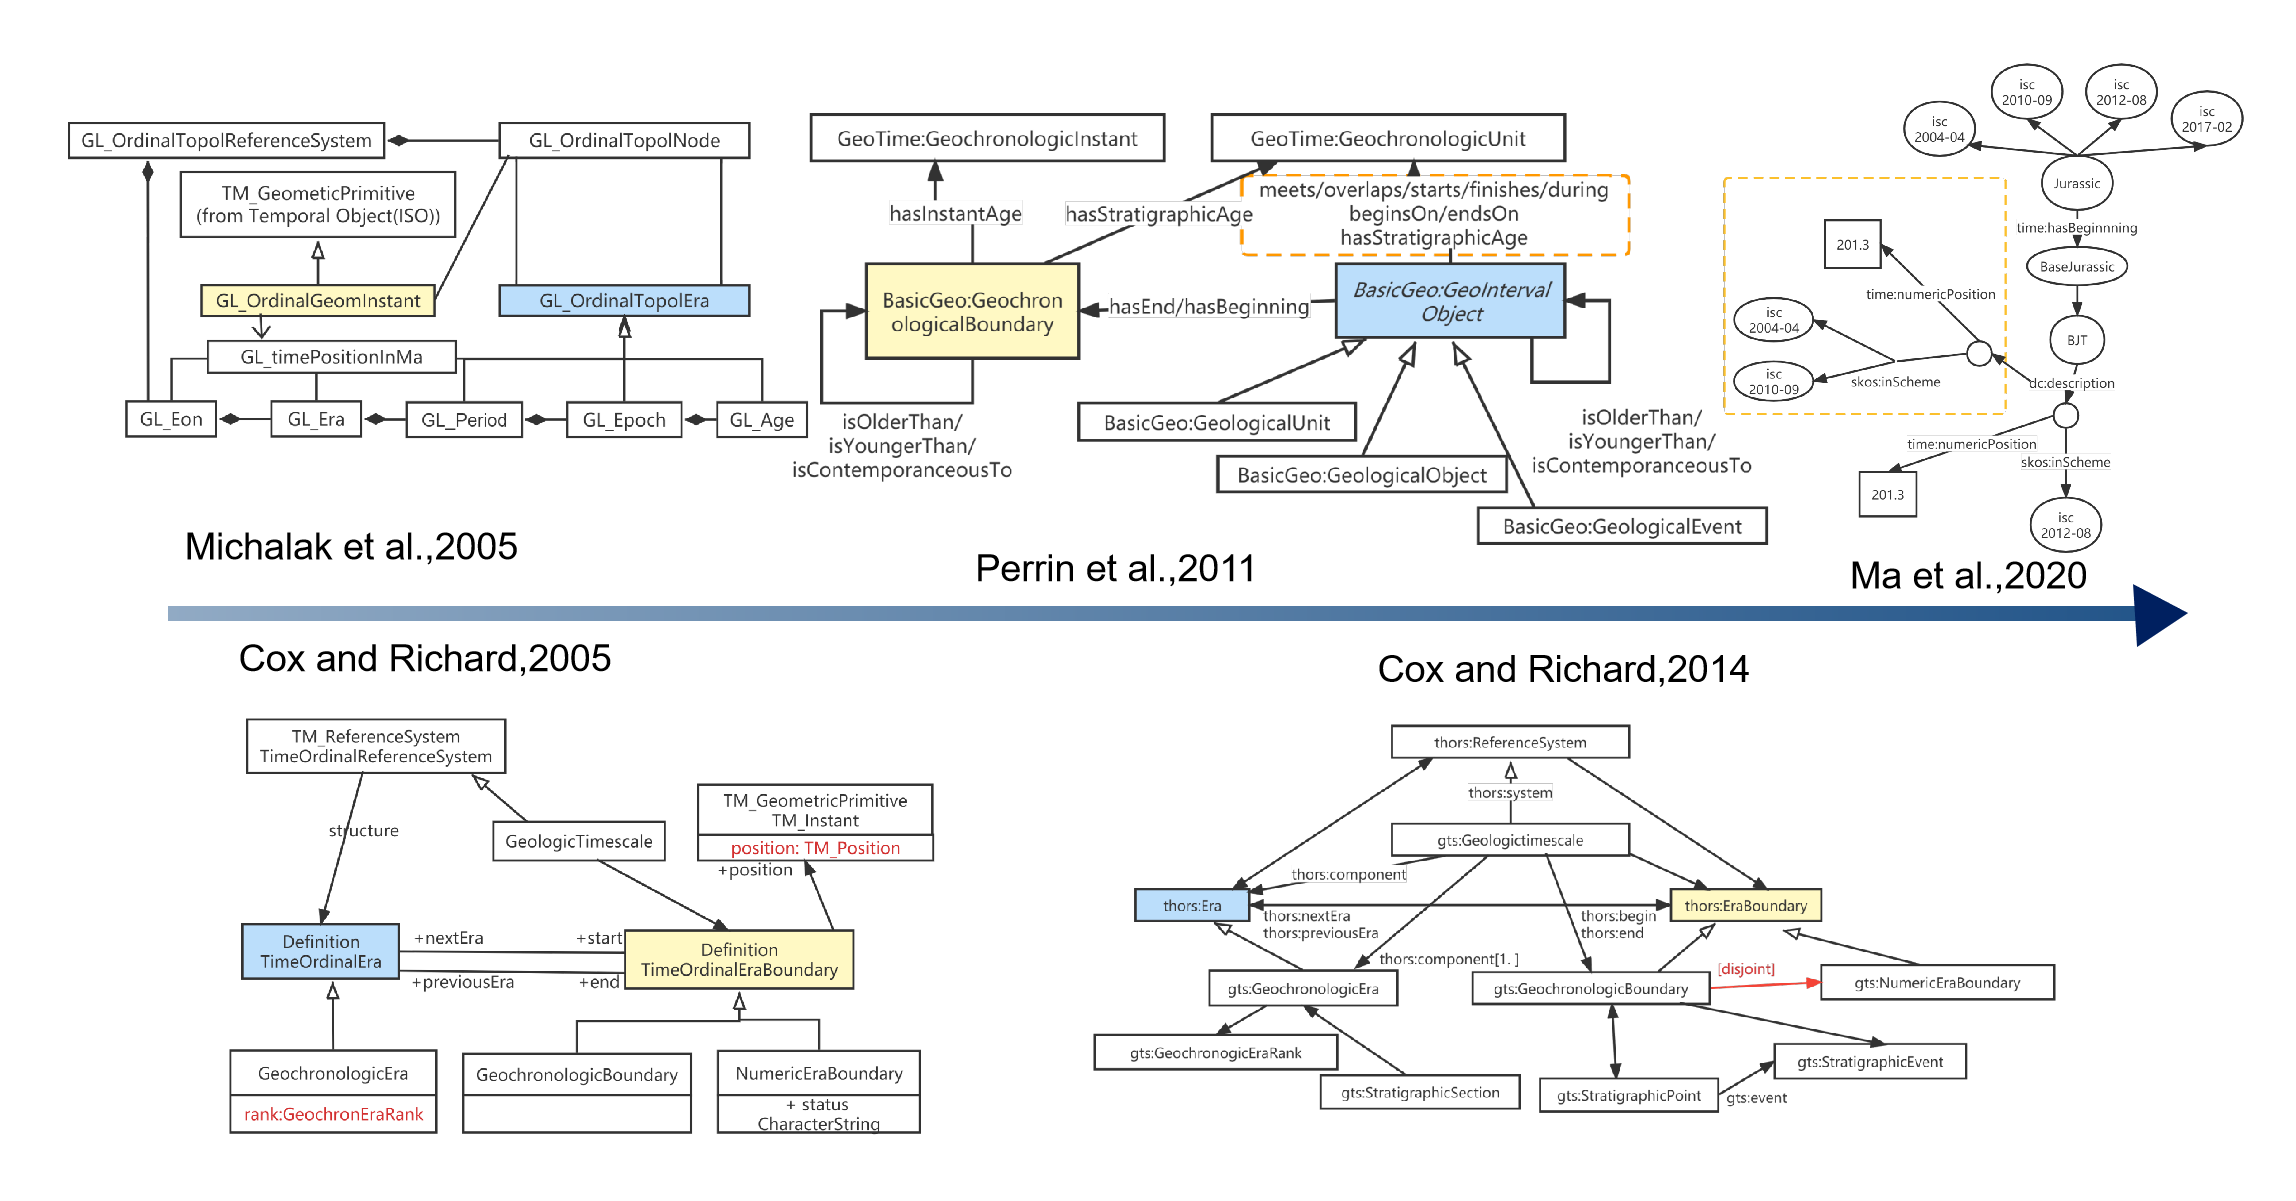 GL_OrdinalTopolReferenceSystem
GL_OrdinalTopolNode
TM_GeometicPrimitive
(from Temporal Object(ISO))
GL_OrdinalGeomInstant
GL_OrdinalTopolEra
GL_timePositionInMa
GL_Eon
GL_Era
GL_Period
GL_Epoch
GL_Age
Michalak et al.,2005
GeoTime:GeochronologicInstant
GeoTime:GeochronologicUnit
hasInstantAge
hasStratigraphicAge
meets/overlaps/starts/finishes/during
beginsOn/endsOn
hasStratigraphicAge
BasicGeo:Geochron
ologicalBoundary
hasEnd/hasBeginning
BasicGeo:GeoInterval
Object
isOlderThan/
isYoungerThan/
isContemporanceousTo
BasicGeo:GeologicalUnit
BasicGeo:GeologicalObject
BasicGeo:GeologicalEvent
isOlderThan/
isYoungerThan/
isContemporanceousTo
Perrin et al.,2011
isc
2004-04
isc
2010-09
isc
2012-08
isc
2017-02
Jurassic
time:hasBeginnning
BaseJurassic
BJT
dc:description
201.3
time:numericPosition
isc
2004-04
isc
2010-09
skos:inScheme
time:numericPosition
skos:inScheme
201.3
isc
2012-08
Ma et al.,2020
Cox and Richard,2005
TM_ReferenceSystem
TimeOrdinalReferenceSystem
structure
GeologicTimescale
TM_GeometricPrimitive
TM_Instant
position: TM_Position
+position
Definition
TimeOrdinalEra
+nextEra
+start
+previousEra
+end
Definition
TimeOrdinalEraBoundary
GeochronologicEra
rank:GeochronEraRank
GeochronologicBoundary
NumericEraBoundary
+ status
CharacterString
Cox and Richard,2014
thors:ReferenceSystem
thors:system
gts:Geologictimescale
thors:component
thors:Era
thors:EraBoundary
thors:nextEra
thors:previousEra
thors:begin
thors:end
thors:component[1. ]
gts:GeochronologicEra
gts:GeochronologicBoundary
[disjoint]
gts:NumericEraBoundary
gts:GeochronogicEraRank
gts:StratigraphicSection
gts:StratigraphicPoint
gts:event
gts:StratigraphicEvent